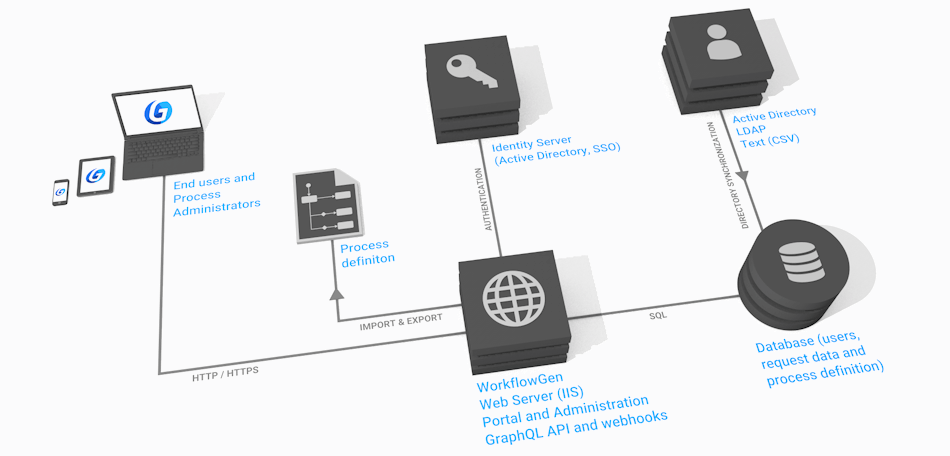 Identity Server
(Active Directory, SSO)
Active Directory
LDAP
Text (CSV)
End users and
Process
Administrators
AUTHENTICATION
DIRECTORY SYNCHRONIZATION
Process
definiton
IMPORT & EXPORT
SQL
HTTP / HTTPS
Database (users,
request data and
process definition)
WorkflowGen
Web Server (IIS)
Portal and Administration
GraphQL API and webhooks